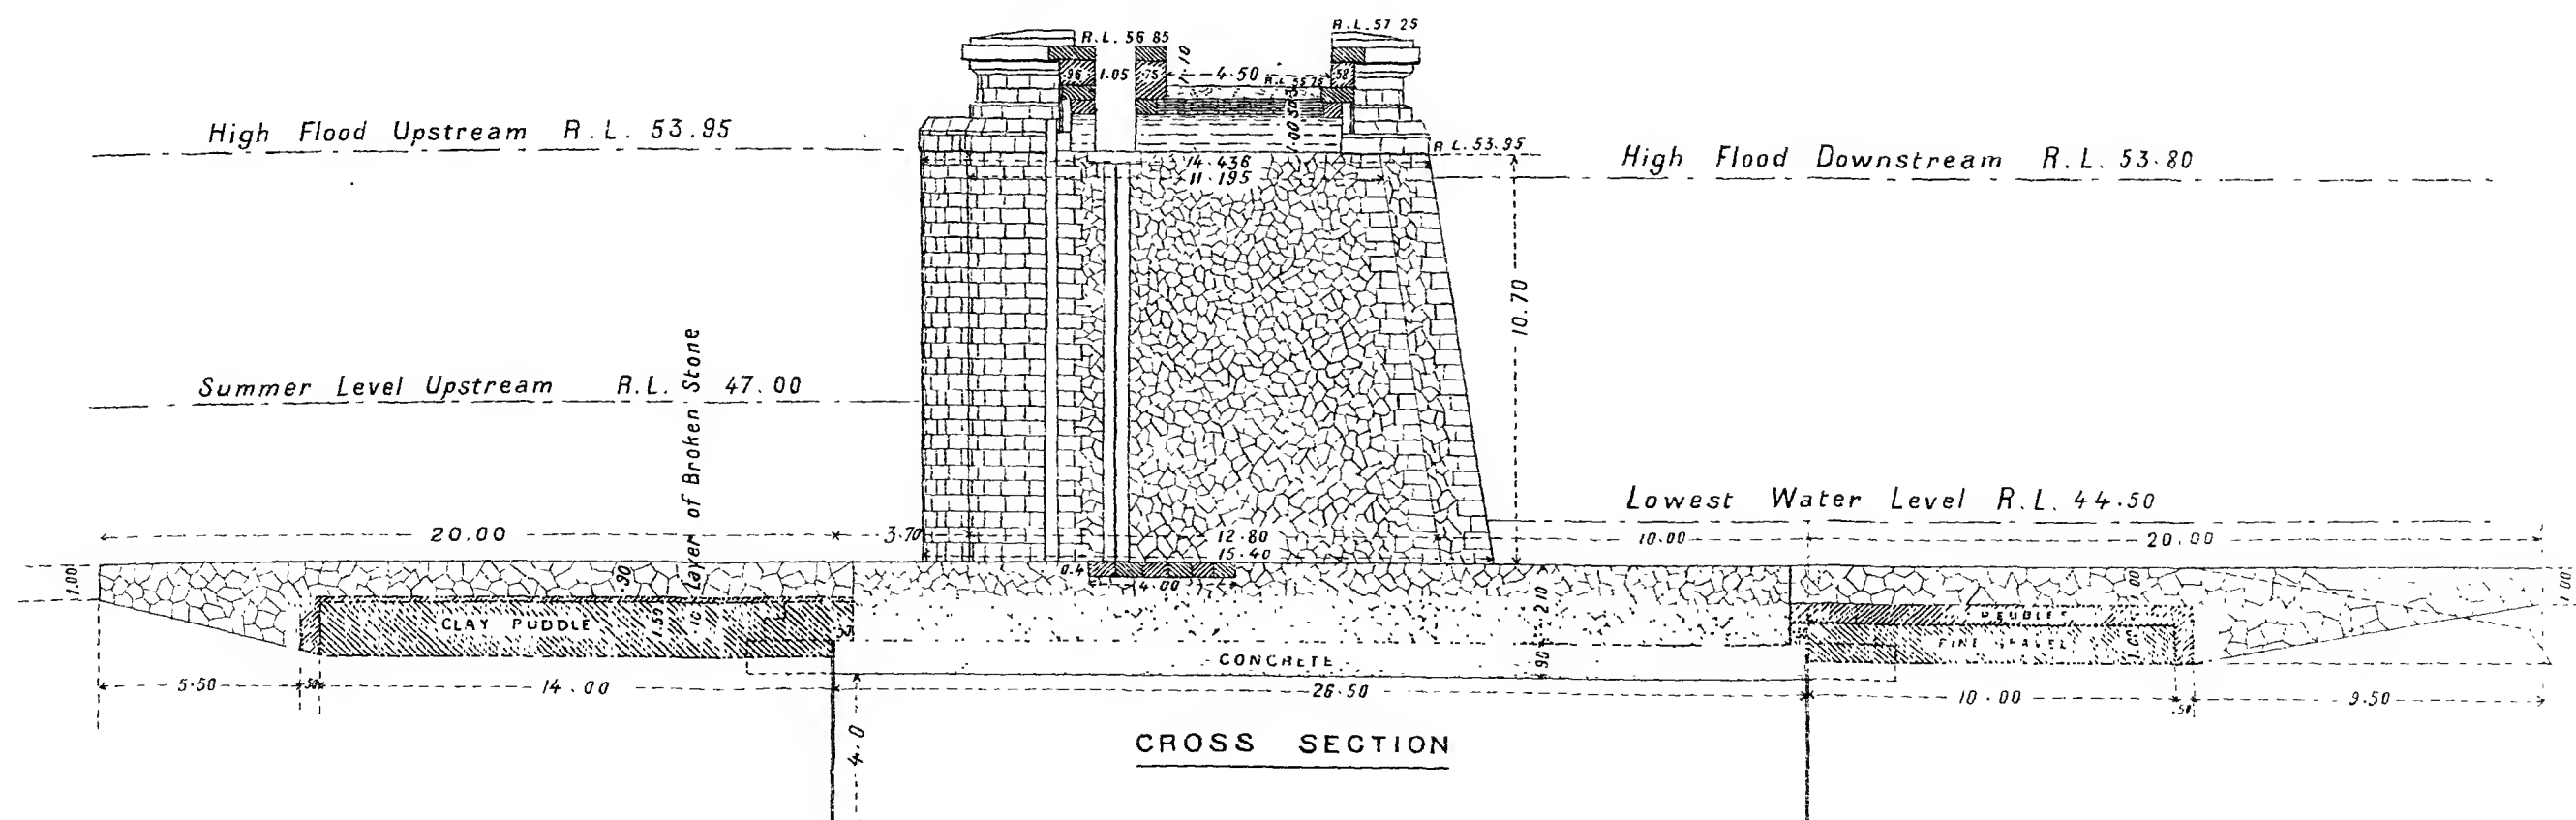 R.L. 57 25
R.L. 56 85
1.10
.96
1.05
.75
4.50
.58
High Flood Upstream R.L. 53.95
R.L. 53.95
14.436
11.195
High Flood Downstream R.L. 53.80
10.70
Summer Level Upstream R.L. 47.00
Layer of Broken Stone
Lowest Water Level R.L. 44.50
20.00
3.70
12.80
15.40
10.00
20.00
1.00
.90
0.4
4.00
2.10
1.00
1.00
CLAY PUDDLE
FINE GRAVEL
CONCRETE
.90
5.50
.50
14.00
26.50
10.00
.50
9.50
4.0
CROSS SECTION